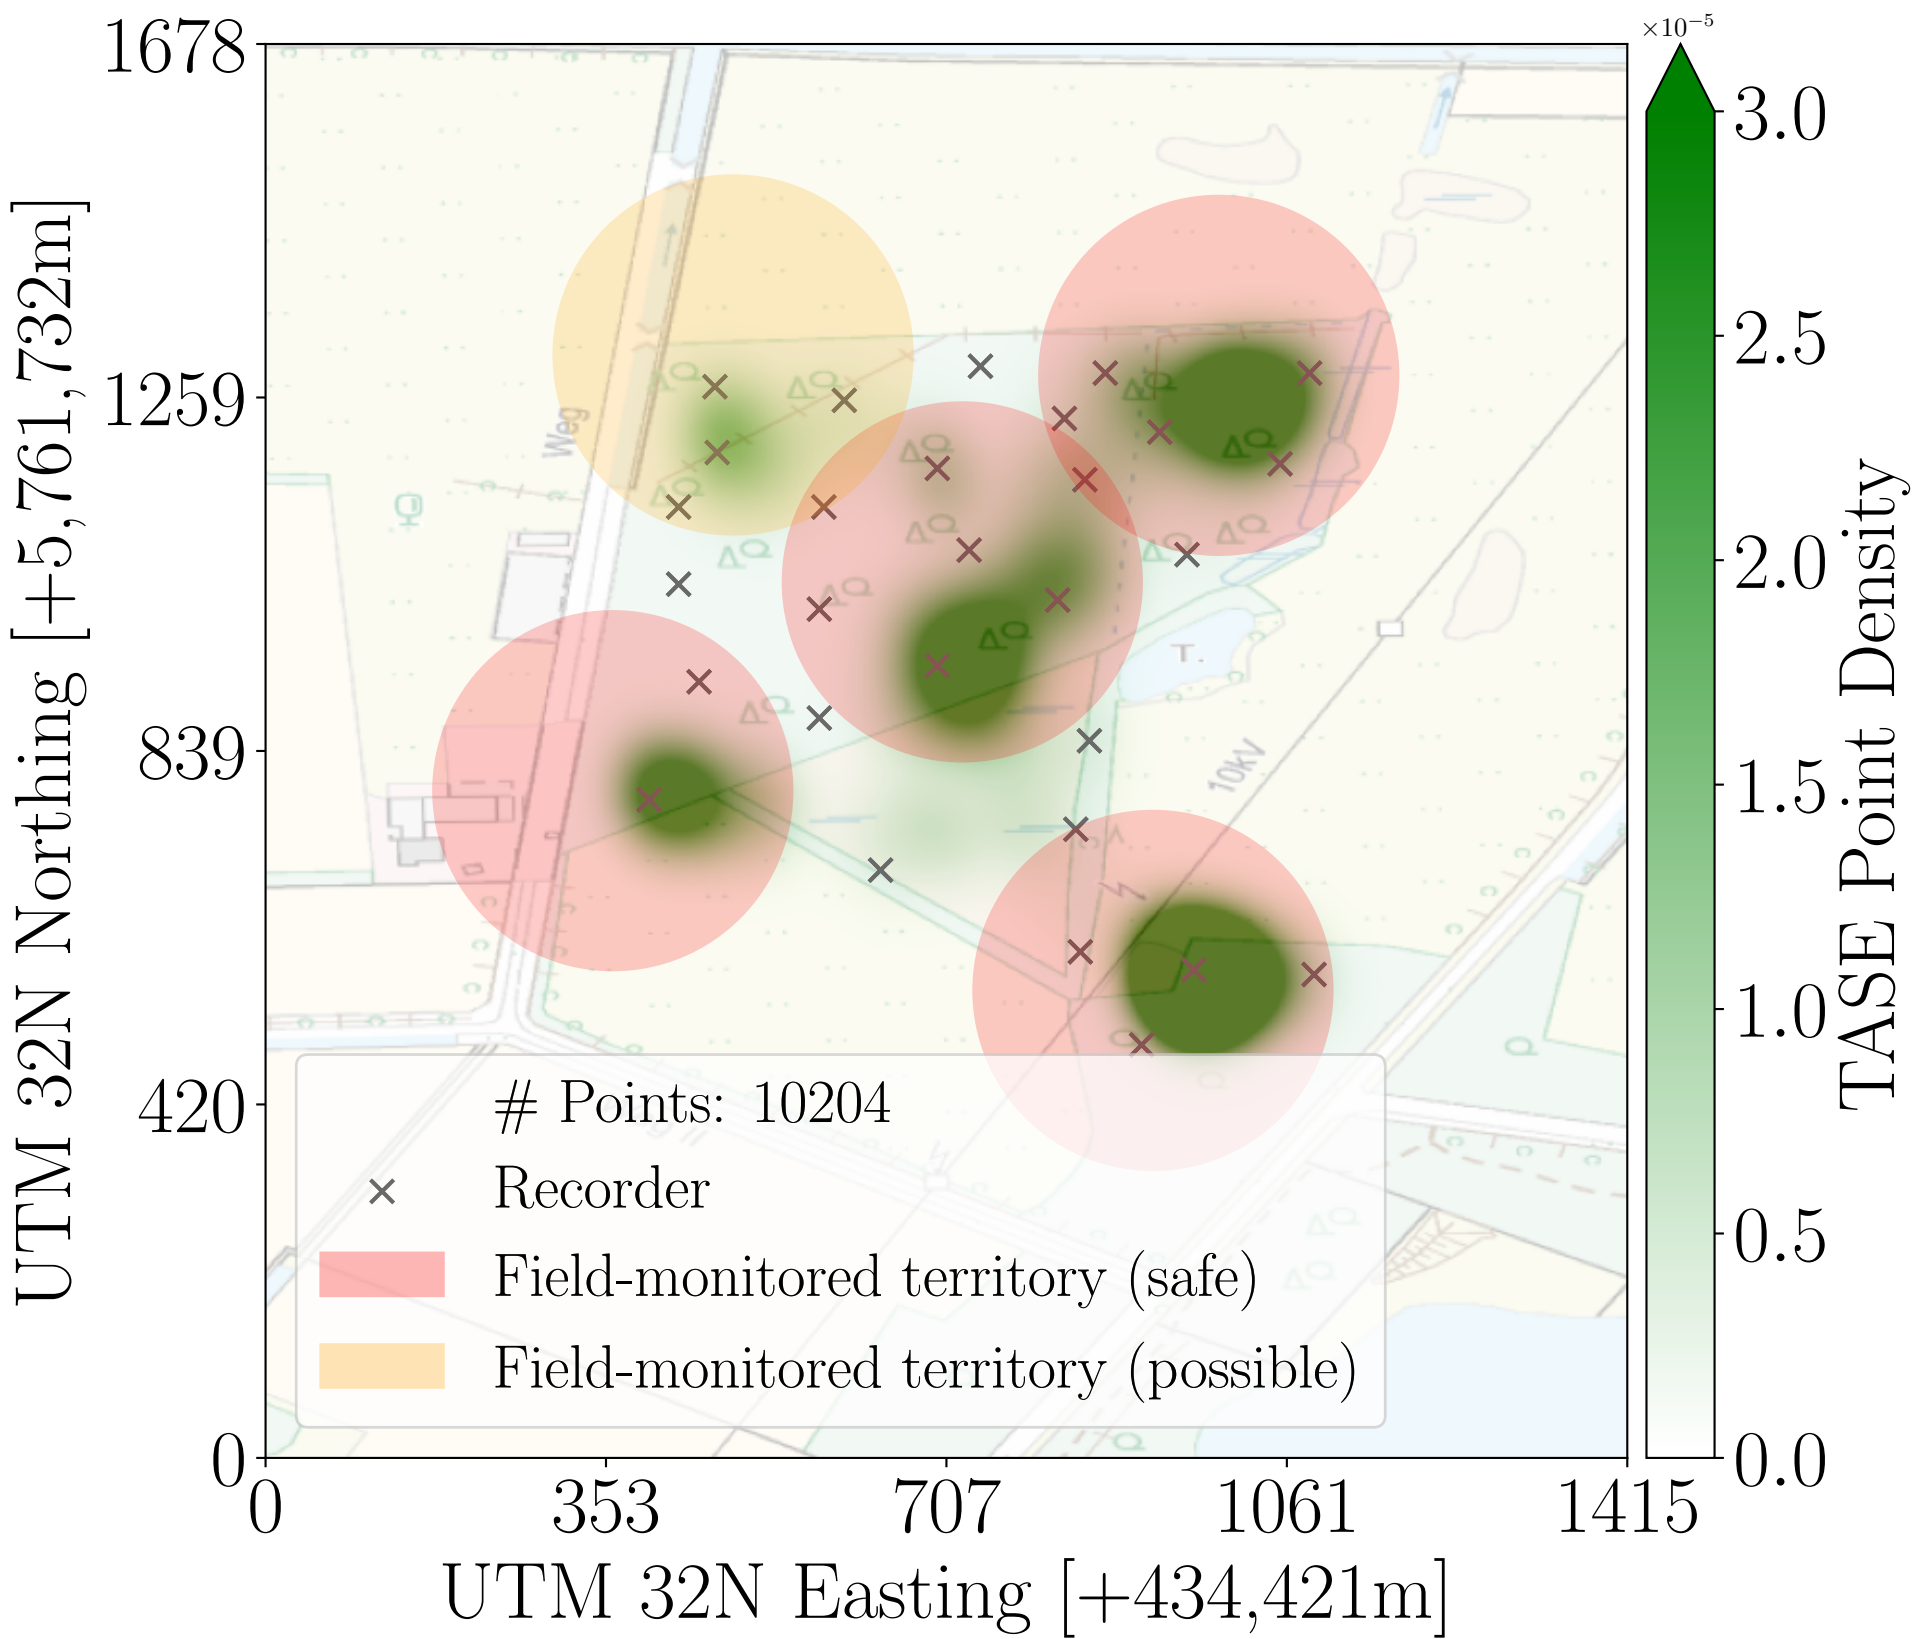 ×10⁻⁵
1678
1259
839
420
0
UTM 32N Northing [+5,761,732m]
Weg
T.
10kV
# Points: 10204
Recorder
Field-monitored territory (safe)
Field-monitored territory (possible)
0
353
707
1061
1415
UTM 32N Easting [+434,421m]
3.0
2.5
2.0
1.5
1.0
0.5
0.0
TASE Point Density